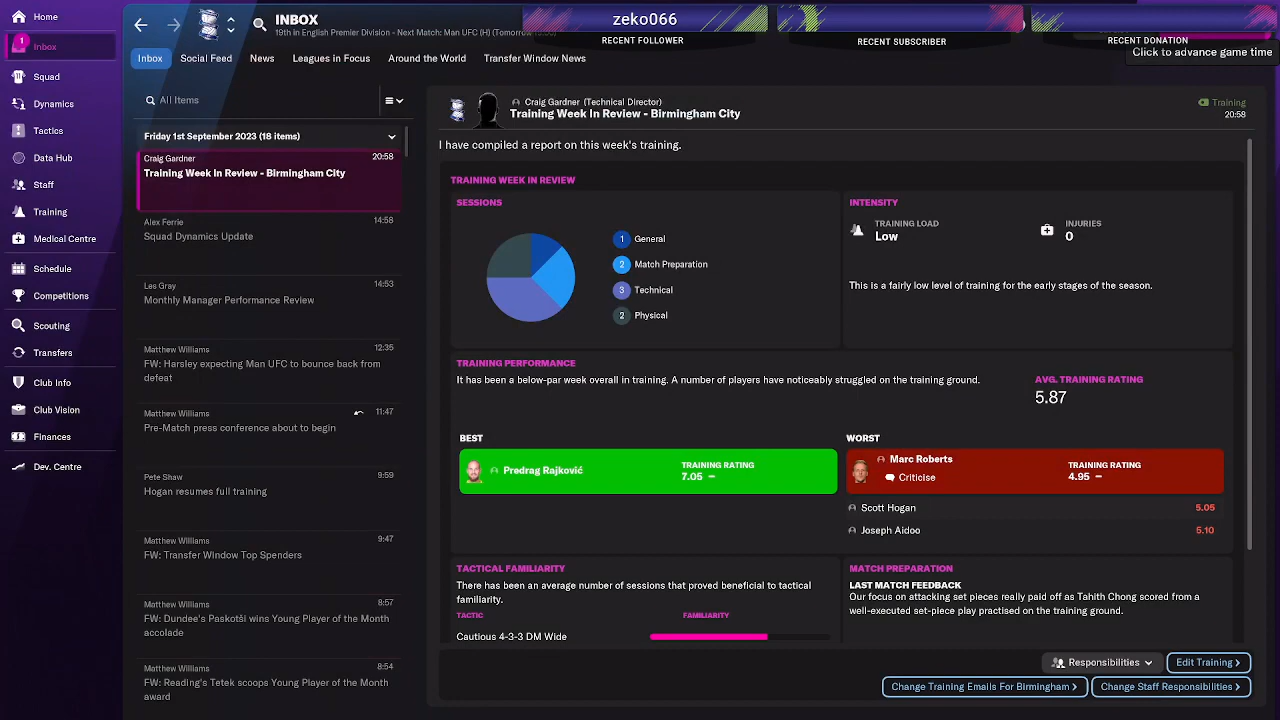 Home
1
Inbox
Squad
Dynamics
Tactics
Data Hub
Staff
Training
Medical Centre
Schedule
Competitions
Scouting
Transfers
Club Info
Club Vision
Finances
Dev. Centre
INBOX
19th in English Premier Division - Next Match: Man UFC (H) (Tomorrow
zeko066
RECENT FOLLOWER
RECENT SUBSCRIBER
RECENT DONATION
Click to advance game time
Inbox
Social Feed
News
Leagues in Focus
Around the World
Transfer Window News
All Items
Friday 1st September 2023 (18 items)
Craig Gardner
20:58
Training Week In Review - Birmingham City
Alex Ferrie
14:58
Squad Dynamics Update
Les Gray
14:53
Monthly Manager Performance Review
Matthew Williams
12:35
FW: Harsley expecting Man UFC to bounce back from
defeat
Matthew Williams
11:47
Pre-Match press conference about to begin
Pete Shaw
9:59
Hogan resumes full training
Matthew Williams
9:47
FW: Transfer Window Top Spenders
Matthew Williams
8:57
FW: Dundee's Paskotši wins Young Player of the Month
accolade
Matthew Williams
8:54
FW: Reading's Tetek scoops Young Player of the Month
award
Craig Gardner (Technical Director)
Training Week In Review - Birmingham City
Training
20:58
I have compiled a report on this week's training.
TRAINING WEEK IN REVIEW
SESSIONS
1 General
2 Match Preparation
3 Technical
2 Physical
INTENSITY
TRAINING LOAD
Low
INJURIES
0
This is a fairly low level of training for the early stages of the season.
TRAINING PERFORMANCE
It has been a below-par week overall in training. A number of players have noticeably struggled on the training ground.
AVG. TRAINING RATING
5.87
BEST
Predrag Rajković
TRAINING RATING
7.05 –
WORST
Marc Roberts
Criticise
TRAINING RATING
4.95 –
Scott Hogan 5.05
Joseph Aidoo 5.10
TACTICAL FAMILIARITY
There has been an average number of sessions that proved beneficial to tactical
familiarity.
TACTIC
FAMILIARITY
Cautious 4-3-3 DM Wide
MATCH PREPARATION
LAST MATCH FEEDBACK
Our focus on attacking set pieces really paid off as Tahith Chong scored from a
well-executed set-piece play practised on the training ground.
Responsibilities
Edit Training >
Change Training Emails For Birmingham >
Change Staff Responsibilities >